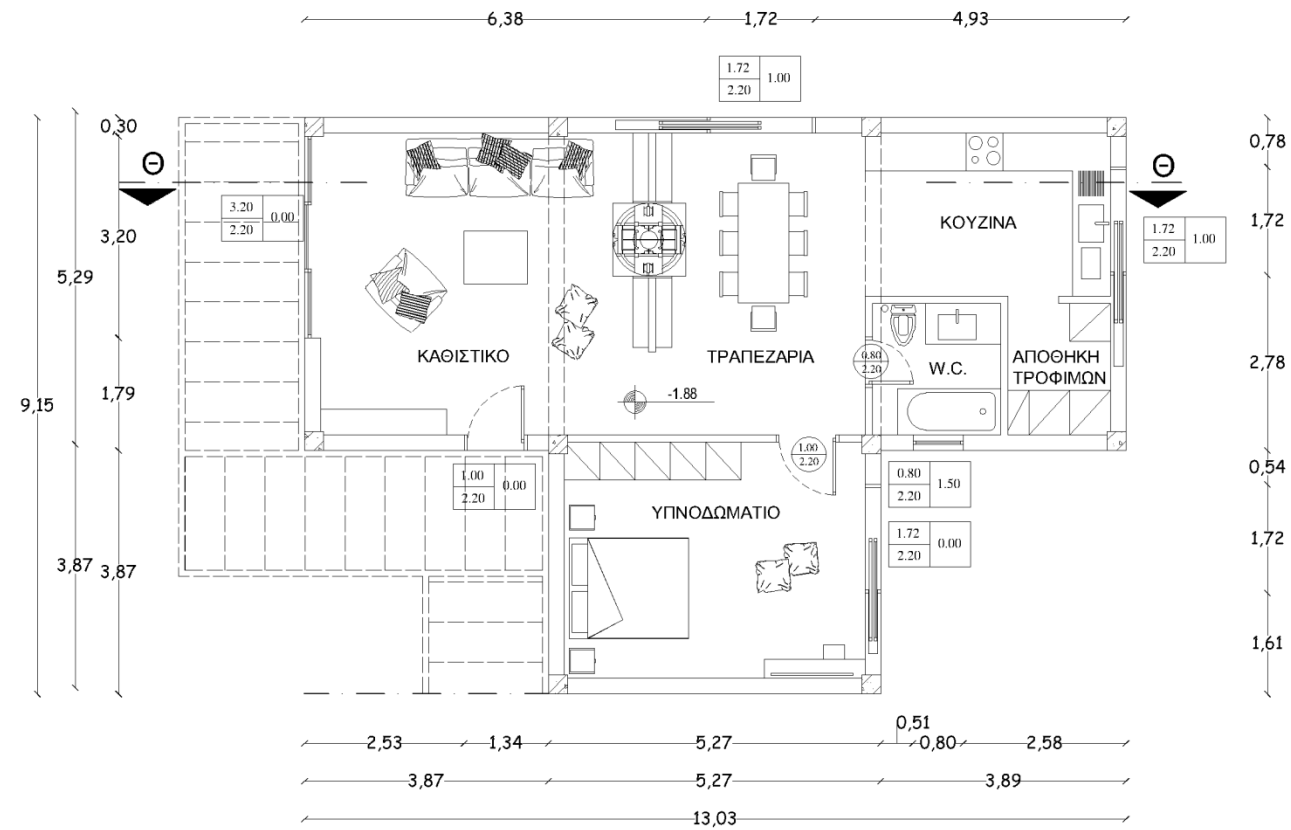 6,38 1,72 4,93
1.72 1.00
2.20
0,30
0,78
Θ Θ
3.20 0.00
2.20
ΚΟΥΖΙΝΑ
1.72 1.00
2.20
3,20
1,72
5,29
ΚΑΘΙΣΤΙΚΟ
ΤΡΑΠΕΖΑΡΙΑ
0.80
2.20
W.C.
ΑΠΟΘΗΚΗ
ΤΡΟΦΙΜΩΝ
2,78
1,79
9,15
-1.88
1.00
2.20
1.00 0.00
2.20
0.80 1.50
2.20
0,54
ΥΠΝΟΔΩΜΑΤΙΟ
1.72 0.00
2.20
1,72
3,87 3,87
1,61
0,51
2,53 1,34 5,27 0,80 2,58
3,87 5,27 3,89
13,03